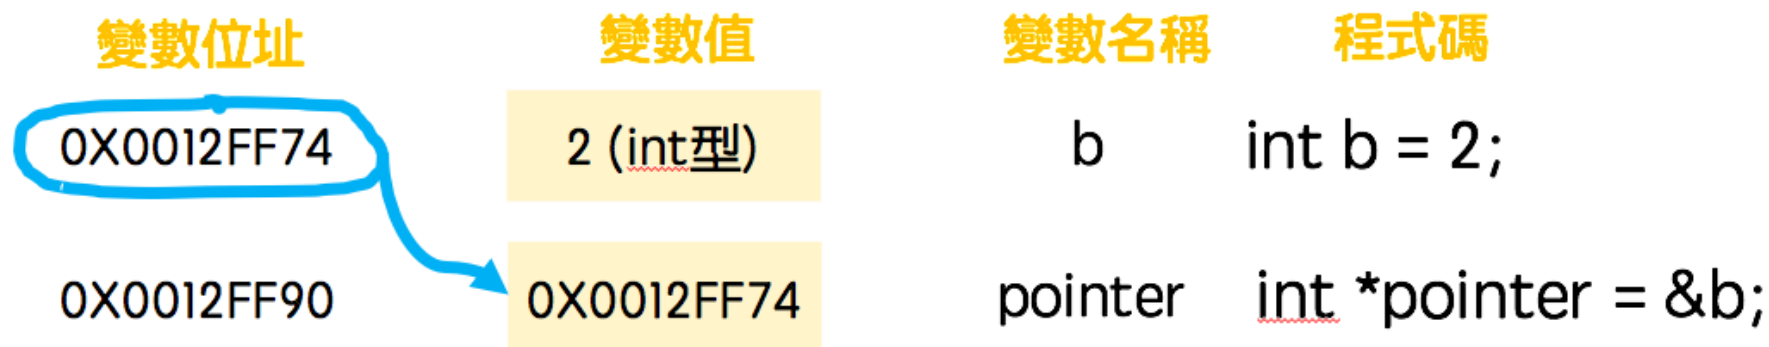 變數位址 變數值 變數名稱 程式碼
0X0012FF74 2 (int型) b int b = 2;
0X0012FF90 0X0012FF74 pointer int *pointer = &b;